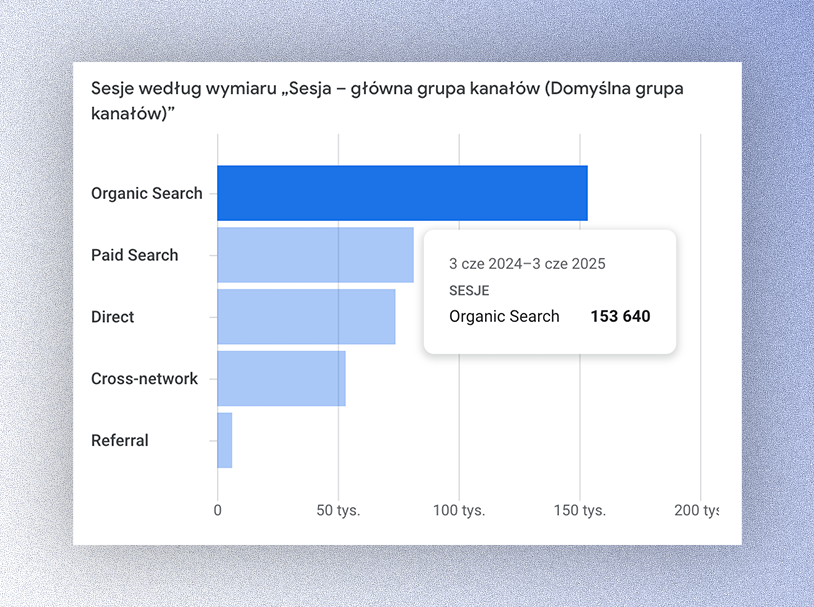 Sesje według wymiaru „Sesja – główna grupa kanałów (Domyślna grupa
kanałów)”
Organic Search
Paid Search
3 cze 2024–3 cze 2025
SESJE
Organic Search 153 640
Direct
Cross-network
Referral
0 50 tys. 100 tys. 150 tys. 200 tys